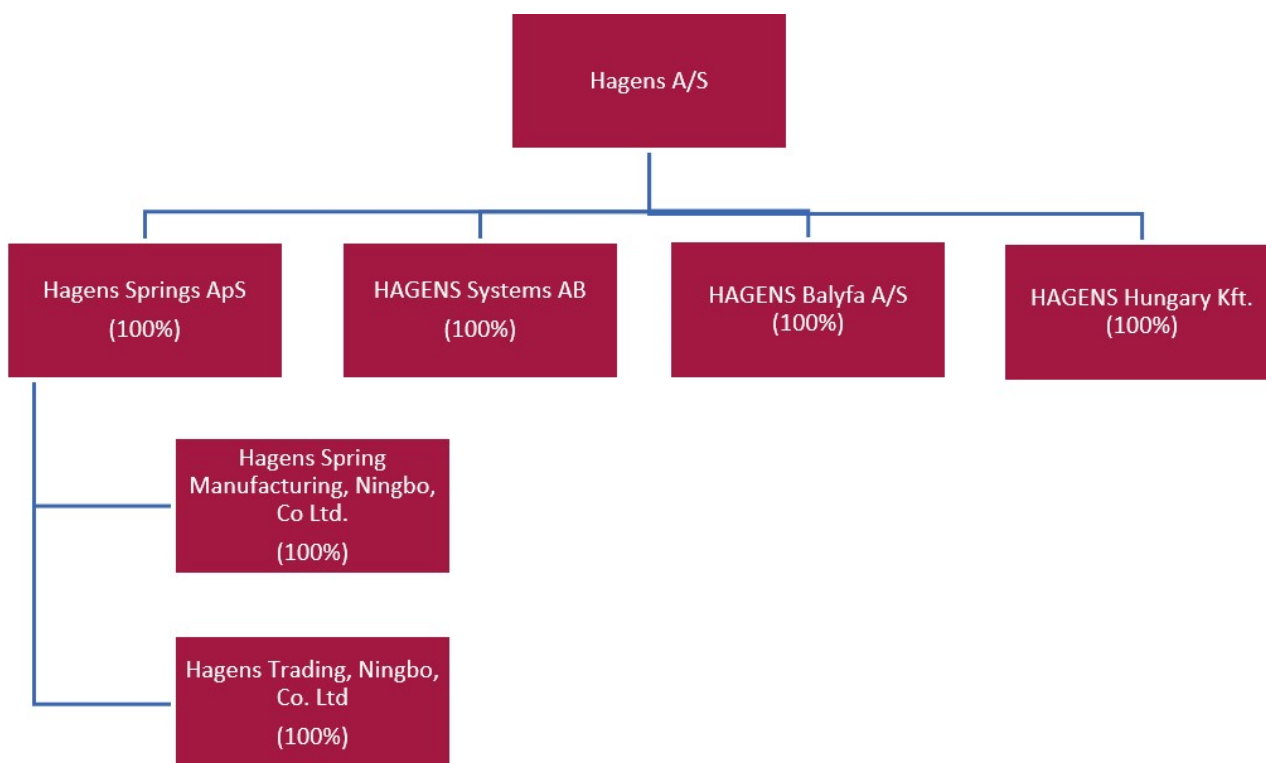 Hagens A/S
Hagens Springs ApS
(100%)
HAGENS Systems AB
(100%)
HAGENS Balyfa A/S
(100%)
HAGENS Hungary Kft.
(100%)
Hagens Spring
Manufacturing, Ningbo,
Co Ltd.
(100%)
Hagens Trading, Ningbo,
Co. Ltd
(100%)